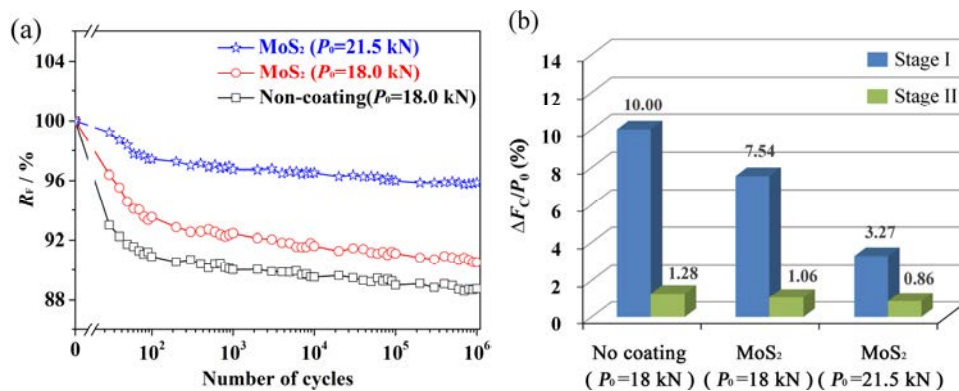 (a)
104
100
96
92
88
R_F / %
MoS₂ (P₀=21.5 kN)
MoS₂ (P₀=18.0 kN)
Non-coating(P₀=18.0 kN)
0 10² 10³ 10⁴ 10⁵ 10⁶
Number of cycles
(b)
14
12
10
8
6
4
2
0
ΔF_C/P₀ (%)
Stage I
Stage II
10.00
1.28
7.54
1.06
3.27
0.86
No coating MoS₂ MoS₂
(P₀=18 kN) (P₀=18 kN) (P₀=21.5 kN)